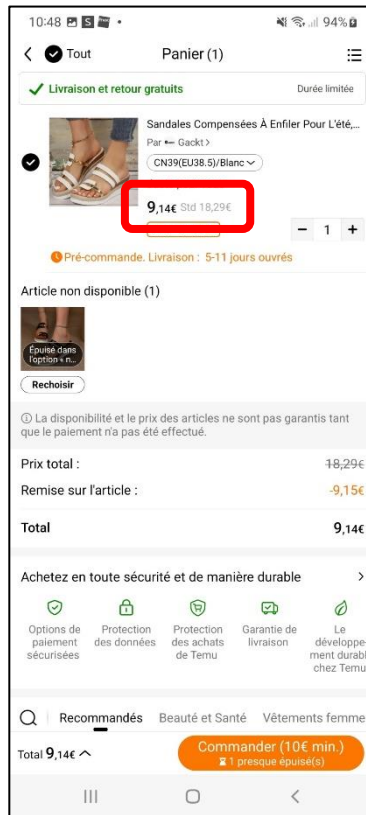 10:48
94%
Tout
Panier (1)
Livraison et retour gratuits
Durée limitée
Sandales Compensées À Enfiler Pour L'été,...
Par Gackt >
CN39(EU38.5)/Blanc
9,14€ Std 18,29€
− 1 +
Pré-commande. Livraison : 5-11 jours ouvrés
Article non disponible (1)
Épuisé dans
l'option « n...
Rechoisir
La disponibilité et le prix des articles ne sont pas garantis tant
que le paiement n'a pas été effectué.
Prix total :
18,29€
Remise sur l'article :
-9,15€
Total
9,14€
Achetez en toute sécurité et de manière durable >
Options de
paiement
sécurisées
Protection
des données
Protection
des achats
de Temu
Garantie de
livraison
Le
développe-
ment durabl
chez Temu
Recommandés
Beauté et Santé
Vêtements femme
Total 9,14€
Commander (10€ min.)
1 presque épuisé(s)